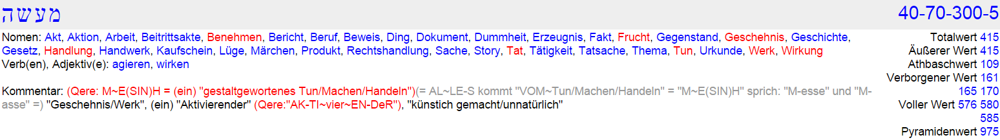 מעשה 40-70-300-5
Nomen: Akt, Aktion, Arbeit, Beitrittsakte, Benehmen, Bericht, Beruf, Beweis, Ding, Dokument, Dummheit, Erzeugnis, Fakt, Frucht, Gegenstand, Geschehnis, Geschichte, Totalwert 415
Gesetz, Handlung, Handwerk, Kaufschein, Lüge, Märchen, Produkt, Rechtshandlung, Sache, Story, Tat, Tätigkeit, Tatsache, Thema, Tun, Urkunde, Werk, Wirkung Äußerer Wert 415
Verb(en), Adjektiv(e): agieren, wirken Athbaschwert 109
Verborgener Wert 161
Kommentar: (Qere: M~E(SIN)H = (ein) "gestaltgewortenes Tun/Machen/Handeln")(= AL~LE-S kommt "VOM~Tun/Machen/Handeln" = "M~E(SIN)H" sprich: "M-esse" und "M- 165 170
asse" =) "Geschehnis/Werk", (ein) "Aktivierender" (Qere:"AK-TI~vier~EN-DeR"), "künstich gemacht/unnatürlich" Voller Wert 576 580
585
Pyramidenwert 975